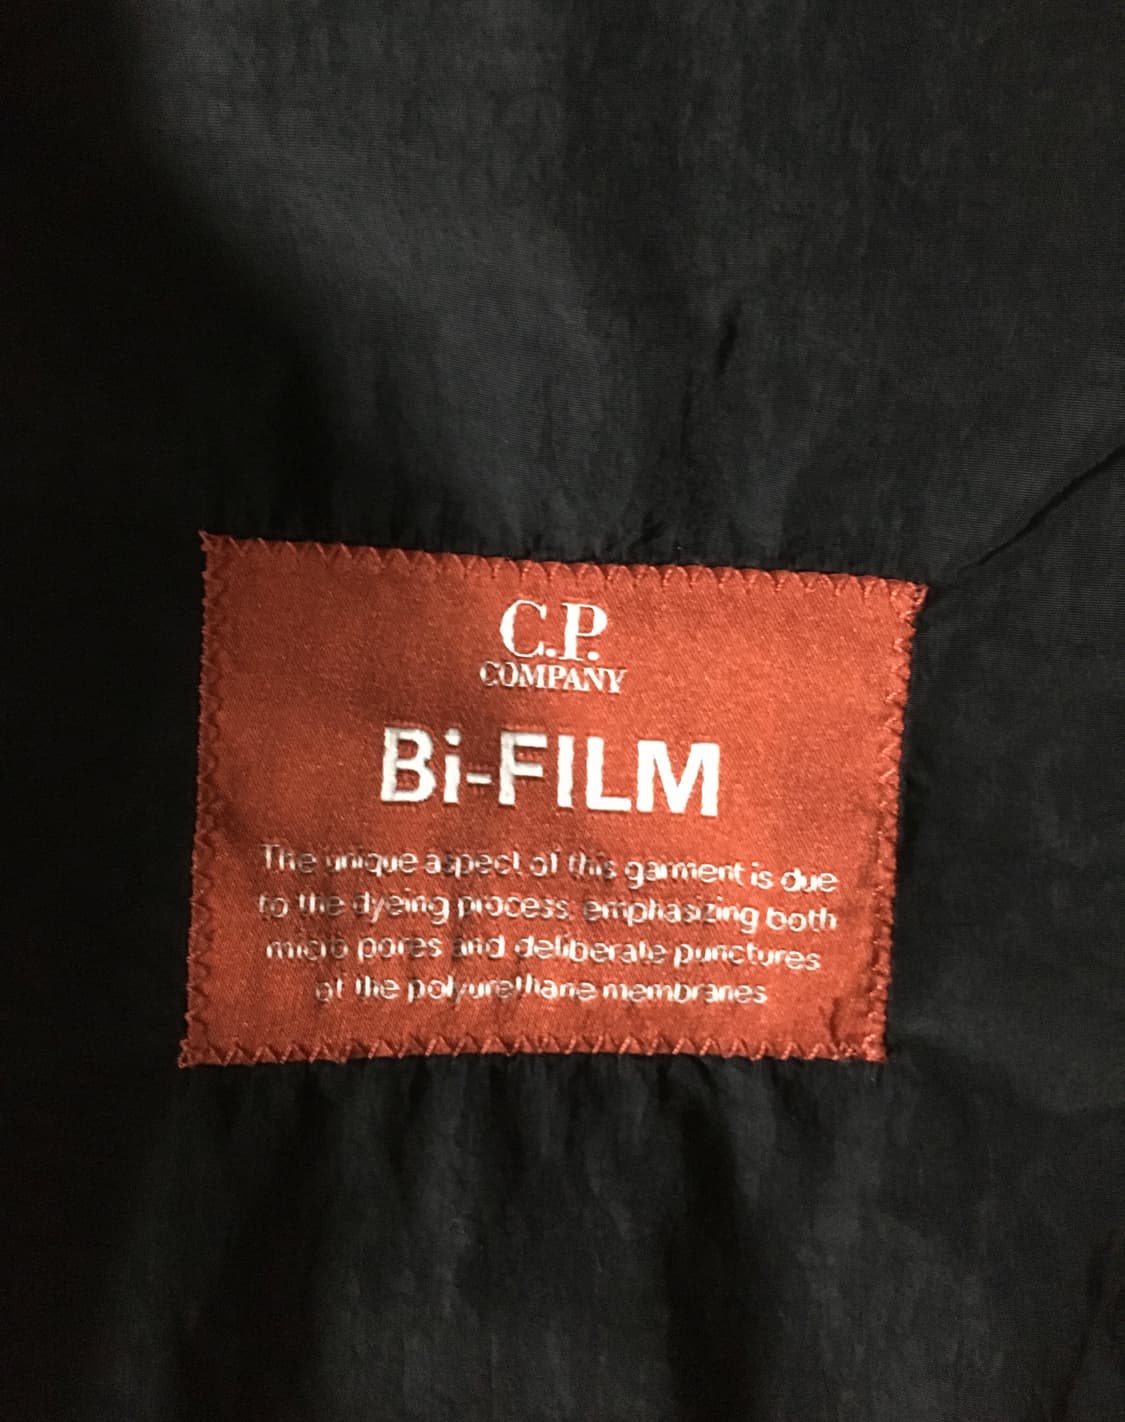 C.P.
COMPANY
Bi-FILM
The unique aspect of this garment is due
to the dyeing process, emphasizing both
micro pores and deliberate punctures
of the polyurethane membranes